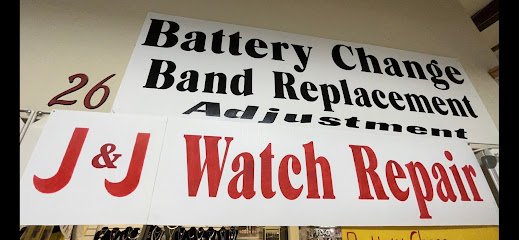 Battery Change
Band Replacement
Adjustment
26
J & J Watch Repair